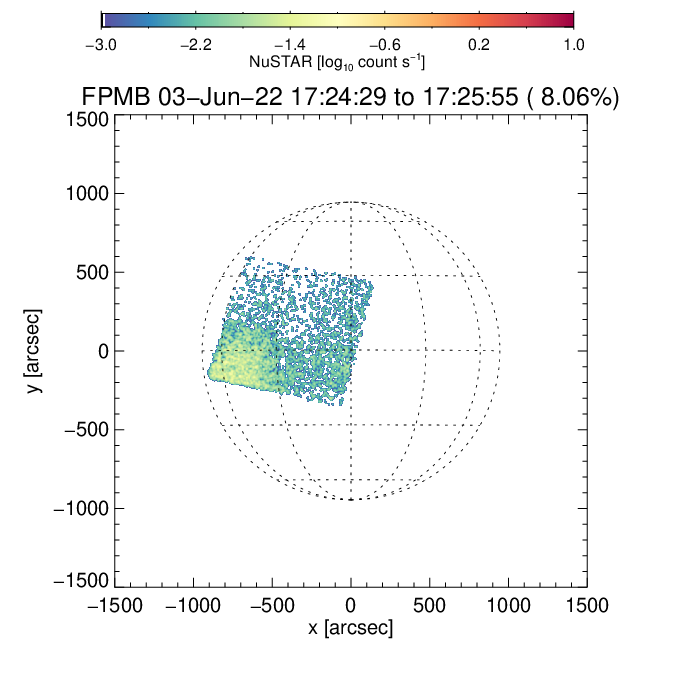 −3.0 −2.2 −1.4 −0.6 0.2 1.0
NuSTAR [log₁₀ count s⁻¹]
FPMB 03−Jun−22 17:24:29 to 17:25:55 ( 8.06%)
1500
1000
500
0
−500
−1000
−1500
y [arcsec]
−1500 −1000 −500 0 500 1000 1500
x [arcsec]